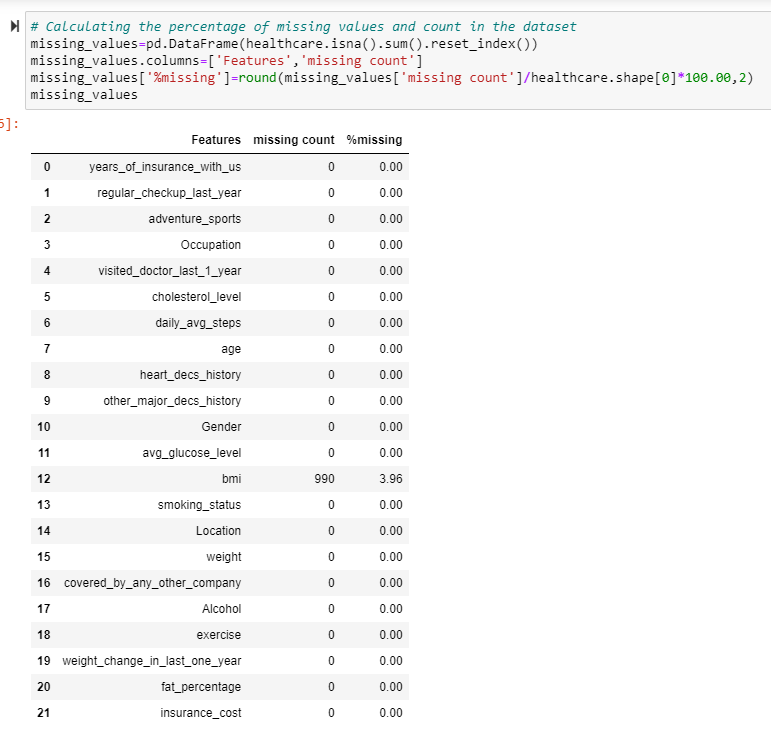 # Calculating the percentage of missing values and count in the dataset
missing_values=pd.DataFrame(healthcare.isna().sum().reset_index())
missing_values.columns=['Features','missing count']
missing_values['%missing']=round(missing_values['missing count']/healthcare.shape[0]*100.00,2)
missing_values
5]:
Features missing count %missing
0 years_of_insurance_with_us 0 0.00
1 regular_checkup_last_year 0 0.00
2 adventure_sports 0 0.00
3 Occupation 0 0.00
4 visited_doctor_last_1_year 0 0.00
5 cholesterol_level 0 0.00
6 daily_avg_steps 0 0.00
7 age 0 0.00
8 heart_decs_history 0 0.00
9 other_major_decs_history 0 0.00
10 Gender 0 0.00
11 avg_glucose_level 0 0.00
12 bmi 990 3.96
13 smoking_status 0 0.00
14 Location 0 0.00
15 weight 0 0.00
16 covered_by_any_other_company 0 0.00
17 Alcohol 0 0.00
18 exercise 0 0.00
19 weight_change_in_last_one_year 0 0.00
20 fat_percentage 0 0.00
21 insurance_cost 0 0.00